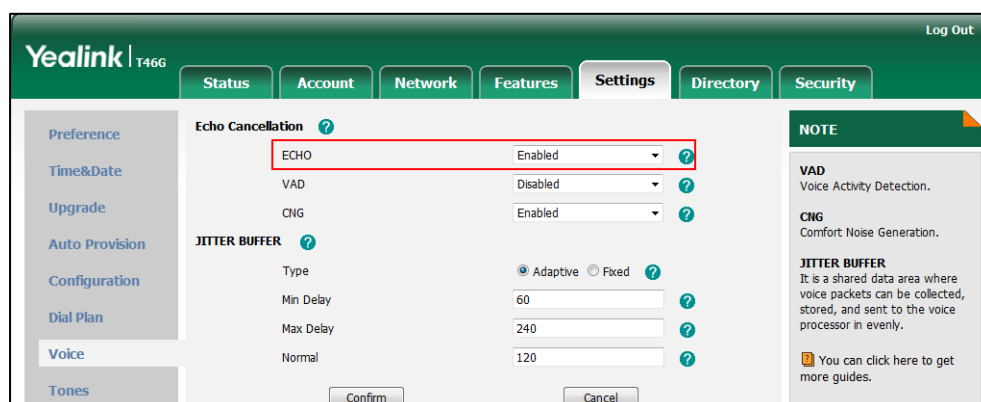 Log Out
Yealink T46G
Status Account Network Features Settings Directory Security
Preference
Time&Date
Upgrade
Auto Provision
Configuration
Dial Plan
Voice
Tones
Echo Cancellation ?
ECHO Enabled ?
VAD Disabled ?
CNG Enabled ?
JITTER BUFFER ?
Type Adaptive Fixed ?
Min Delay 60 ?
Max Delay 240 ?
Normal 120 ?
Confirm Cancel
NOTE
VAD
Voice Activity Detection.
CNG
Comfort Noise Generation.
JITTER BUFFER
It is a shared data area where
voice packets can be collected,
stored, and sent to the voice
processor in evenly.
? You can click here to get
more guides.